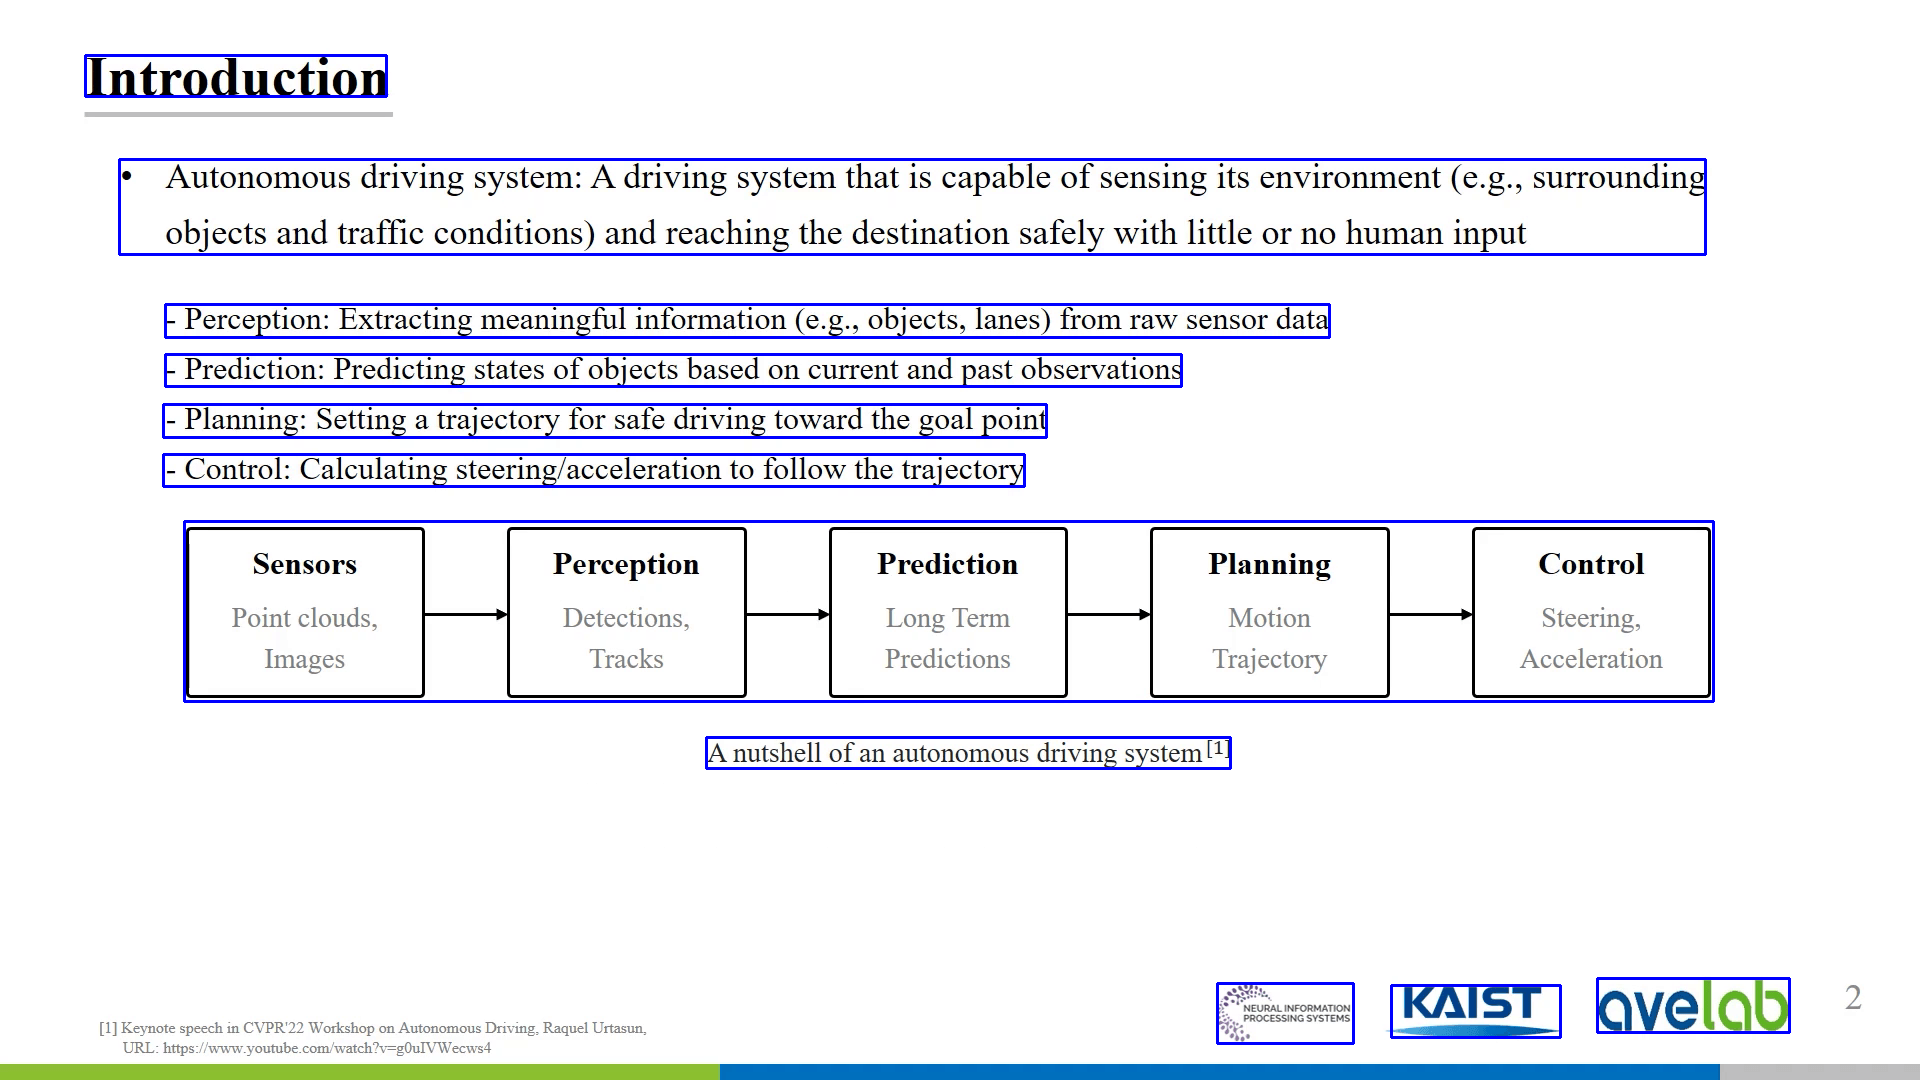 Introduction
• Autonomous driving system: A driving system that is capable of sensing its environment (e.g., surrounding
objects and traffic conditions) and reaching the destination safely with little or no human input
- Perception: Extracting meaningful information (e.g., objects, lanes) from raw sensor data
- Prediction: Predicting states of objects based on current and past observations
- Planning: Setting a trajectory for safe driving toward the goal point
- Control: Calculating steering/acceleration to follow the trajectory
Sensors
Point clouds,
Images
Perception
Detections,
Tracks
Prediction
Long Term
Predictions
Planning
Motion
Trajectory
Control
Steering,
Acceleration
A nutshell of an autonomous driving system [1]
[1] Keynote speech in CVPR'22 Workshop on Autonomous Driving, Raquel Urtasun,
URL: https://www.youtube.com/watch?v=g0uIVWecws4
NEURAL INFORMATION
PROCESSING SYSTEMS
KAIST
avelab
2